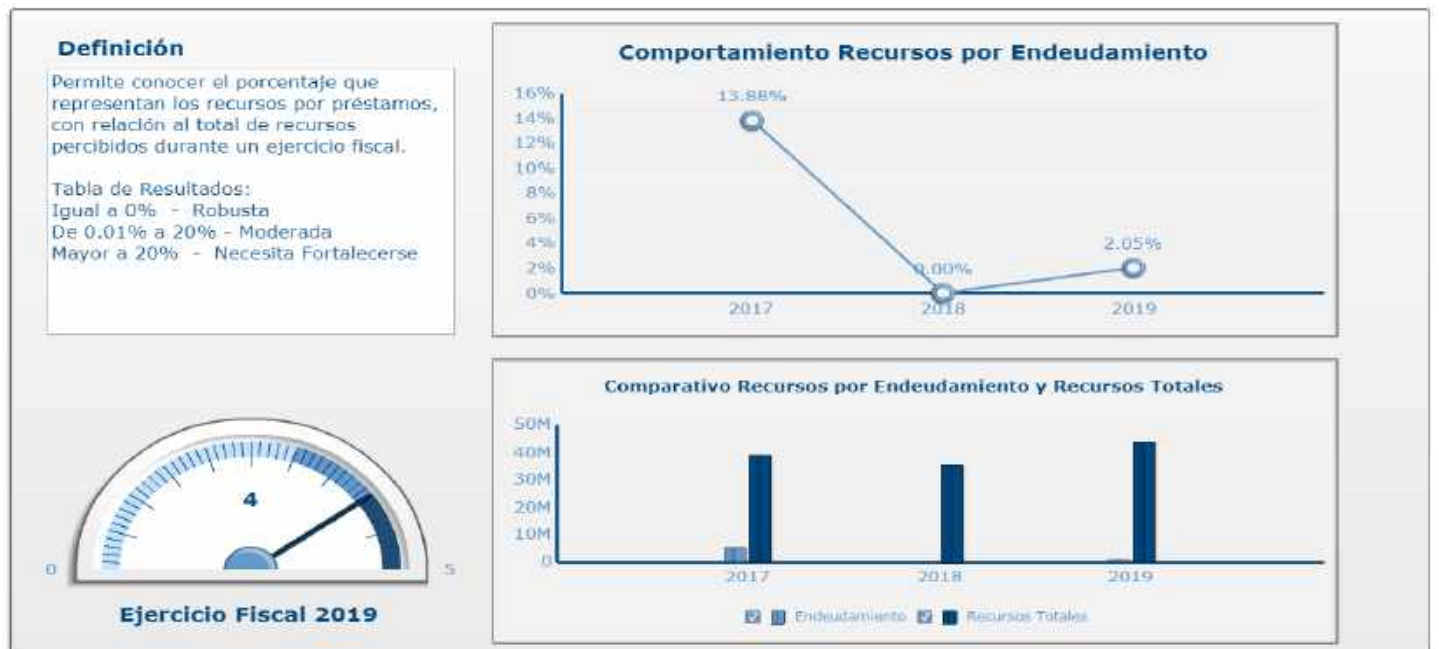 Definición
Permite conocer el porcentaje que
representan los recursos por préstamos,
con relación al total de recursos
percibidos durante un ejercicio fiscal.
Tabla de Resultados:
Igual a 0% - Robusta
De 0.01% a 20% - Moderada
Mayor a 20% - Necesita Fortalecerse
Comportamiento Recursos por Endeudamiento
16%
14%
12%
10%
8%
6%
4%
2%
0%
13.88%
0.00%
2.05%
2017
2018
2019
4
0
5
Ejercicio Fiscal 2019
Comparativo Recursos por Endeudamiento y Recursos Totales
50M
40M
30M
20M
10M
0
2017
2018
2019
Endeudamiento
Recursos Totales